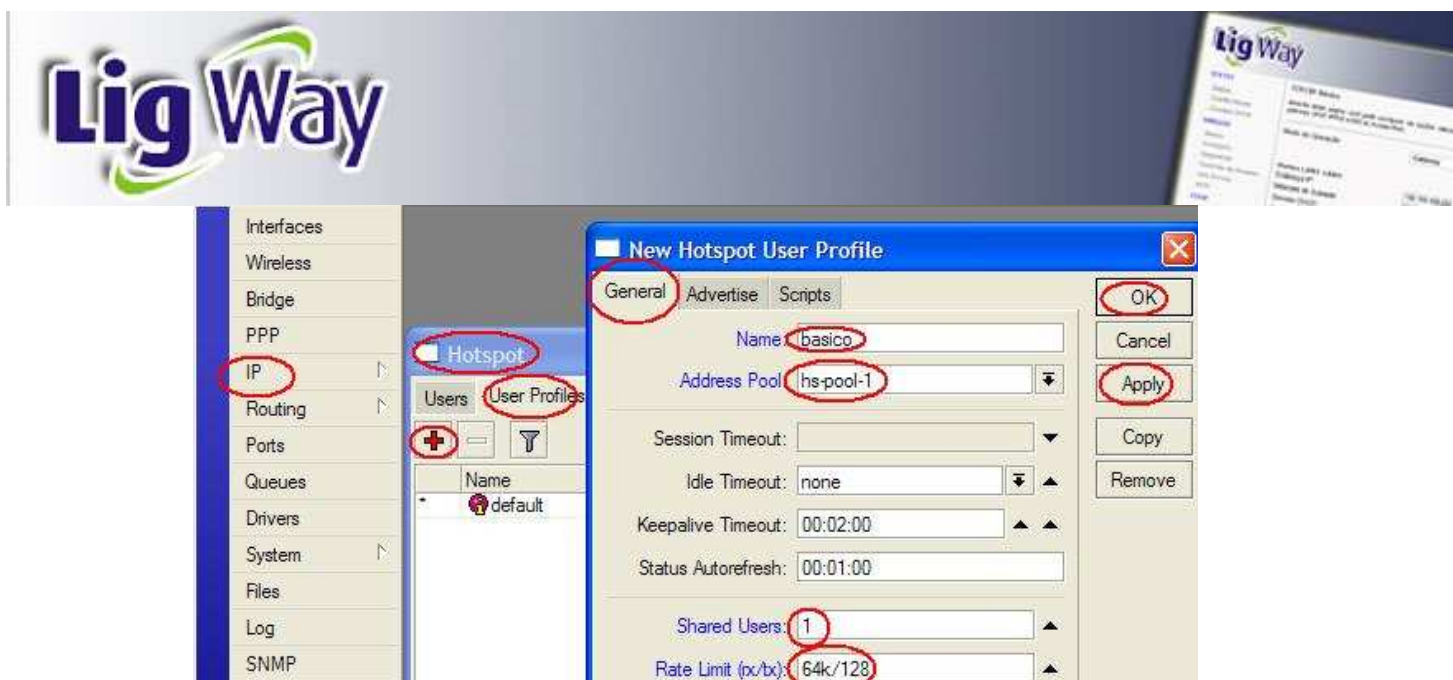 Lig Way
Lig Way
Interfaces
Wireless
Bridge
PPP
IP
Routing
Ports
Queues
Drivers
System
Files
Log
SNMP
Hotspot
Users User Profiles
Name
* default
New Hotspot User Profile
General Advertise Scripts
Name: basico
Address Pool: hs-pool-1
Session Timeout:
Idle Timeout: none
Keepalive Timeout: 00:02:00
Status Autorefresh: 00:01:00
Shared Users: 1
Rate Limit (rx/tx): 64k/128
OK
Cancel
Apply
Copy
Remove